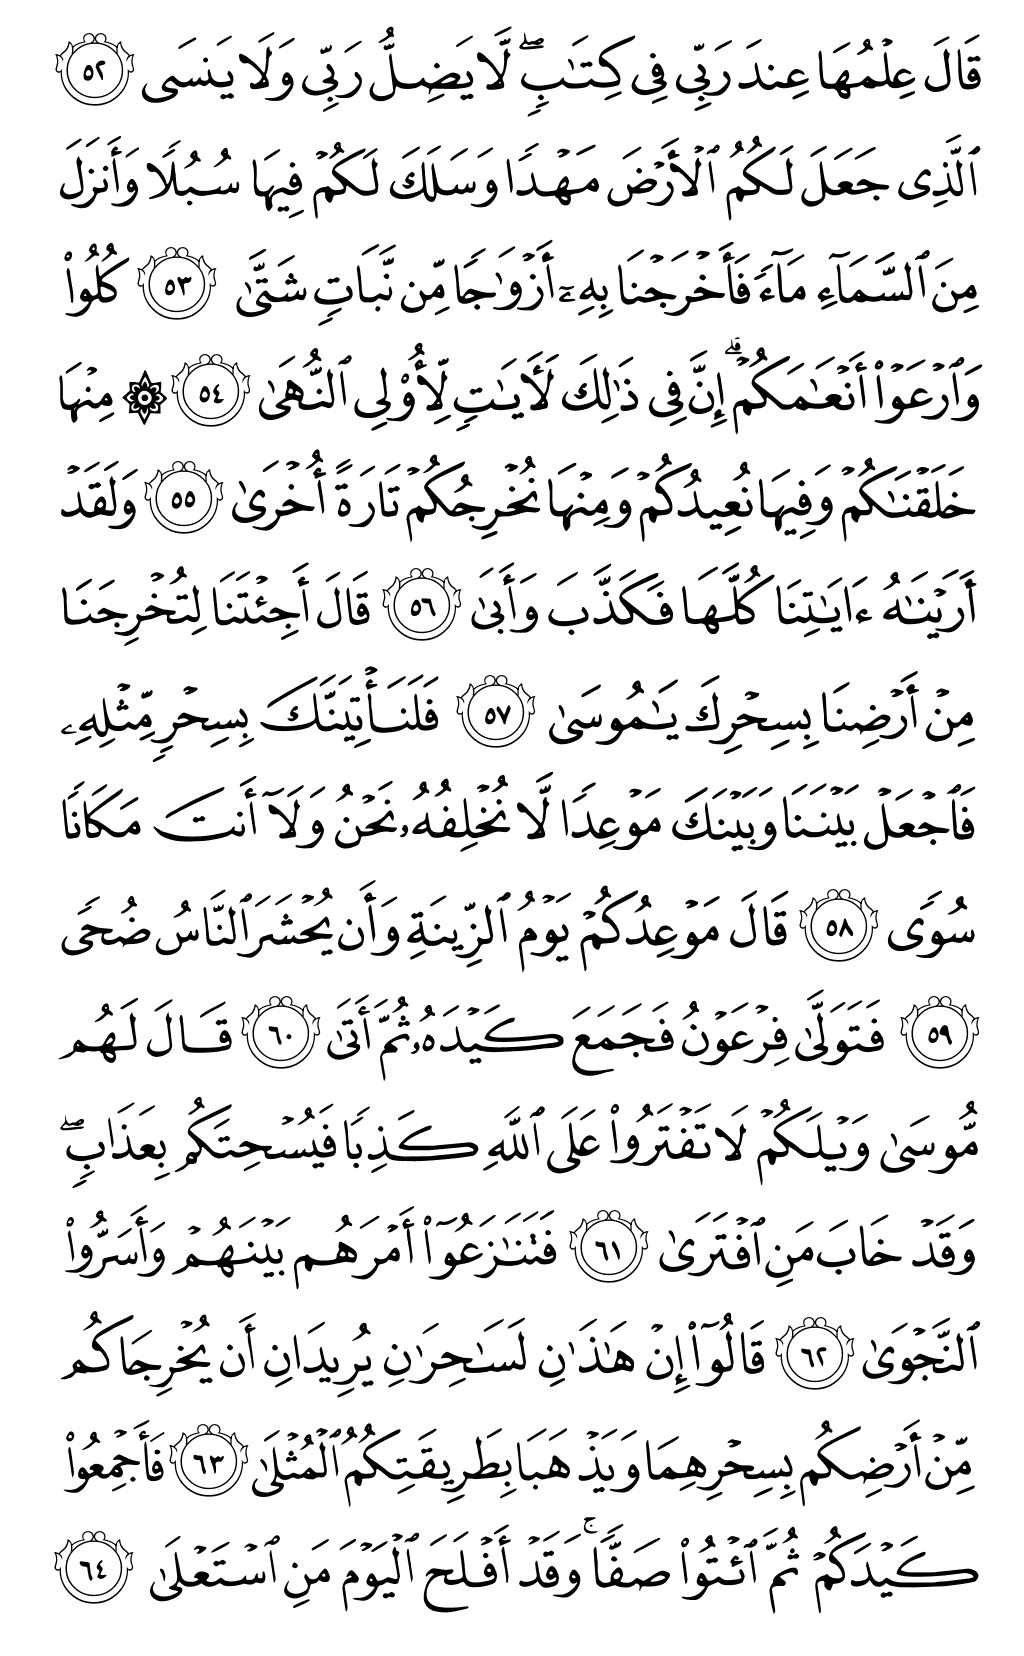 قَالَ عِلْمُهَا عِندَ رَبِّى فِى كِتَـٰبٍۢ ۖ لَّا يَضِلُّ رَبِّى وَلَا يَنسَى ٥٢
ٱلَّذِى جَعَلَ لَكُمُ ٱلْأَرْضَ مَهْدًا وَسَلَكَ لَكُمْ فِيهَا سُبُلًا وَأَنزَلَ
مِنَ ٱلسَّمَآءِ مَآءً فَأَخْرَجْنَا بِهِۦٓ أَزْوَٰجًا مِّن نَّبَاتٍۢ شَتَّىٰ ٥٣ كُلُوا۟
وَٱرْعَوْا۟ أَنْعَـٰمَكُمْ ۗ إِنَّ فِى ذَٰلِكَ لَـَٔايَـٰتٍۢ لِّأُو۟لِى ٱلنُّهَىٰ ٥٤ ۞ مِنْهَا
خَلَقْنَـٰكُمْ وَفِيهَا نُعِيدُكُمْ وَمِنْهَا نُخْرِجُكُمْ تَارَةً أُخْرَىٰ ٥٥ وَلَقَدْ
أَرَيْنَـٰهُ ءَايَـٰتِنَا كُلَّهَا فَكَذَّبَ وَأَبَىٰ ٥٦ قَالَ أَجِئْتَنَا لِتُخْرِجَنَا
مِنْ أَرْضِنَا بِسِحْرِكَ يَـٰمُوسَىٰ ٥٧ فَلَنَأْتِيَنَّكَ بِسِحْرٍۢ مِّثْلِهِۦ
فَٱجْعَلْ بَيْنَنَا وَبَيْنَكَ مَوْعِدًا لَّا نُخْلِفُهُۥ نَحْنُ وَلَآ أَنتَ مَكَانًا
سُوًى ٥٨ قَالَ مَوْعِدُكُمْ يَوْمُ ٱلزِّينَةِ وَأَن يُحْشَرَ ٱلنَّاسُ ضُحًى
٥٩ فَتَوَلَّىٰ فِرْعَوْنُ فَجَمَعَ كَيْدَهُۥ ثُمَّ أَتَىٰ ٦٠ قَالَ لَهُم
مُّوسَىٰ وَيْلَكُمْ لَا تَفْتَرُوا۟ عَلَى ٱللَّهِ كَذِبًا فَيُسْحِتَكُم بِعَذَابٍۢ ۖ
وَقَدْ خَابَ مَنِ ٱفْتَرَىٰ ٦١ فَتَنَـٰزَعُوٓا۟ أَمْرَهُم بَيْنَهُمْ وَأَسَرُّوا۟
ٱلنَّجْوَىٰ ٦٢ قَالُوٓا۟ إِنْ هَـٰذَٰنِ لَسَـٰحِرَٰنِ يُرِيدَانِ أَن يُخْرِجَاكُم
مِّنْ أَرْضِكُم بِسِحْرِهِمَا وَيَذْهَبَا بِطَرِيقَتِكُمُ ٱلْمُثْلَىٰ ٦٣ فَأَجْمِعُوا۟
كَيْدَكُمْ ثُمَّ ٱئْتُوا۟ صَفًّا ۚ وَقَدْ أَفْلَحَ ٱلْيَوْمَ مَنِ ٱسْتَعْلَىٰ ٦٤